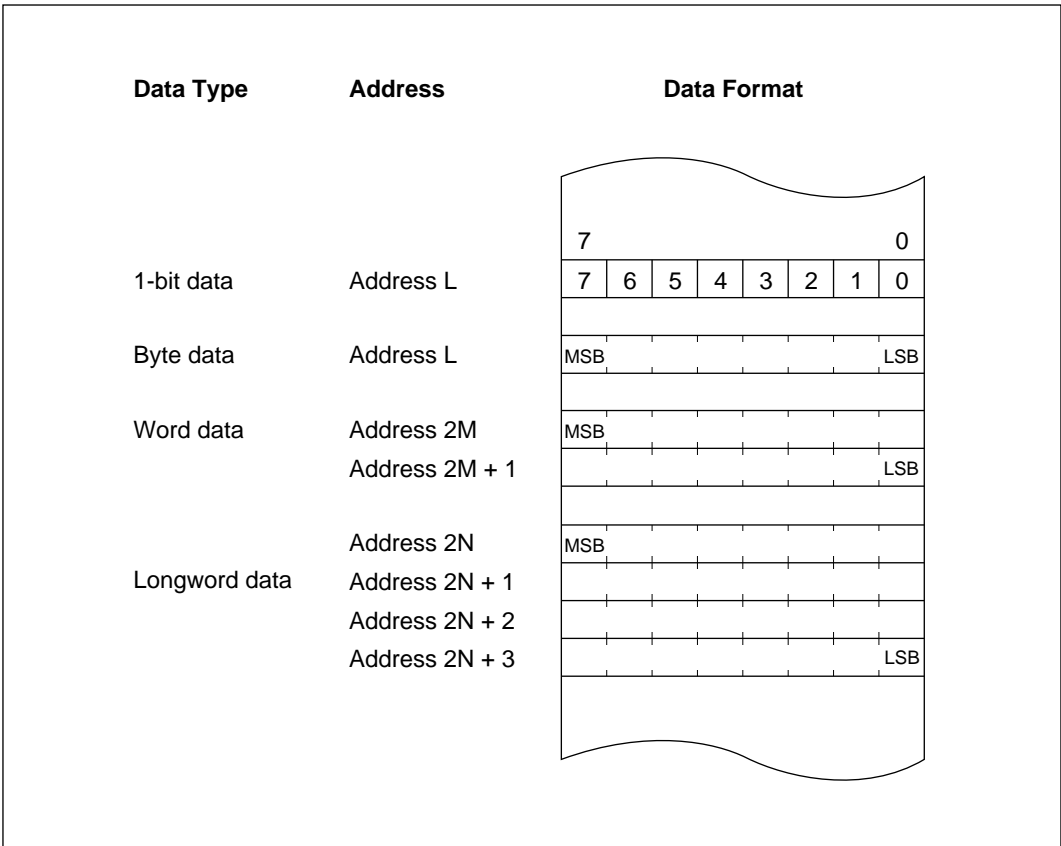 Data Type Address Data Format
7 0
1-bit data Address L 7 6 5 4 3 2 1 0
Byte data Address L MSB LSB
Word data Address 2M MSB
Address 2M + 1 LSB
Address 2N MSB
Longword data Address 2N + 1
Address 2N + 2
Address 2N + 3 LSB